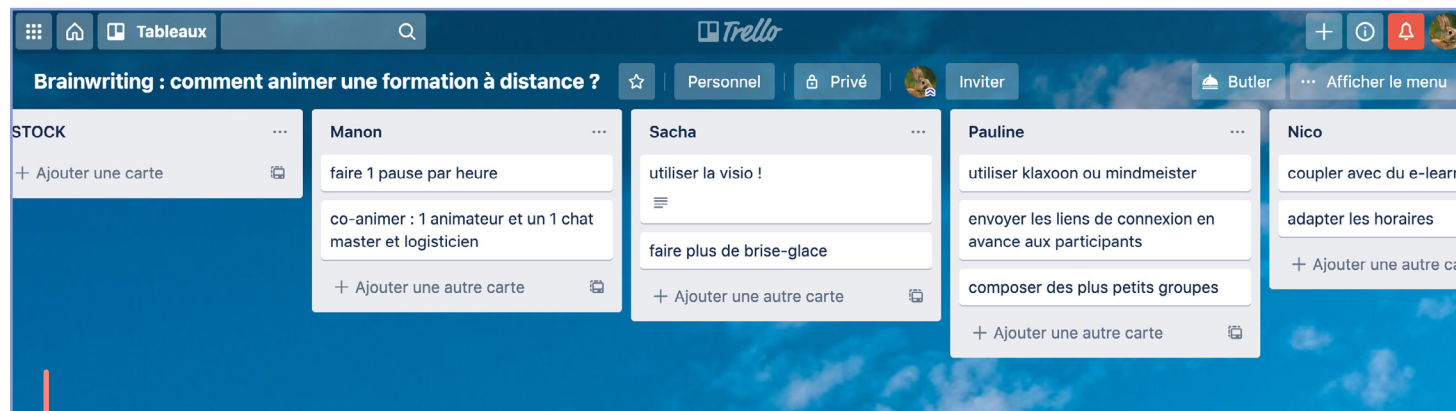 Tableaux
Trello
Brainwriting : comment animer une formation à distance ?
Personnel
Privé
Inviter
Butler
Afficher le menu
STOCK
Ajouter une carte
Manon
faire 1 pause par heure
co-animer : 1 animateur et un 1 chat
master et logisticien
Ajouter une autre carte
Sacha
utiliser la visio !
faire plus de brise-glace
Ajouter une autre carte
Pauline
utiliser klaxoon ou mindmeister
envoyer les liens de connexion en
avance aux participants
composer des plus petits groupes
Ajouter une autre carte
Nico
coupler avec du
adapter les horaires
Ajouter une autre